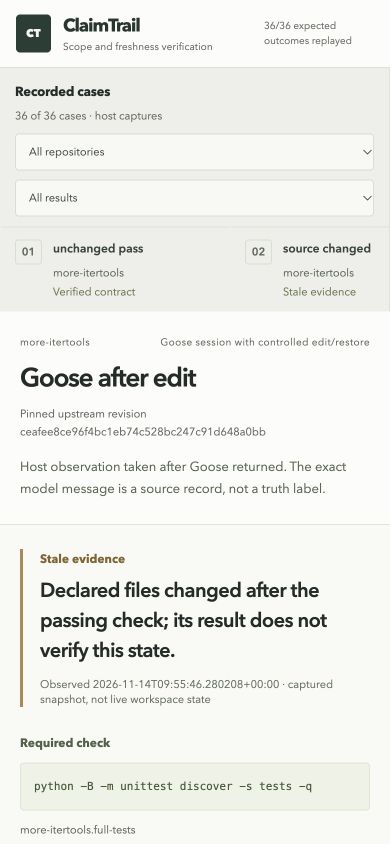 CT
ClaimTrail
Scope and freshness verification
36/36 expected
outcomes replayed
Recorded cases
36 of 36 cases · host captures
All repositories
All results
01
unchanged pass
more-itertools
Verified contract
02
source changed
more-itertools
Stale evidence
more-itertools
Goose session with controlled edit/restore
Goose after edit
Pinned upstream revision
ceafee8ce96f4bc1eb74c528bc247c91d648a0bb
Host observation taken after Goose returned. The exact
model message is a source record, not a truth label.
Stale evidence
Declared files changed after the
passing check; its result does not
verify this state.
Observed 2026-11-14T09:55:46.280208+00:00 · captured
snapshot, not live workspace state
Required check
python -B -m unittest discover -s tests -q
more-itertools.full-tests